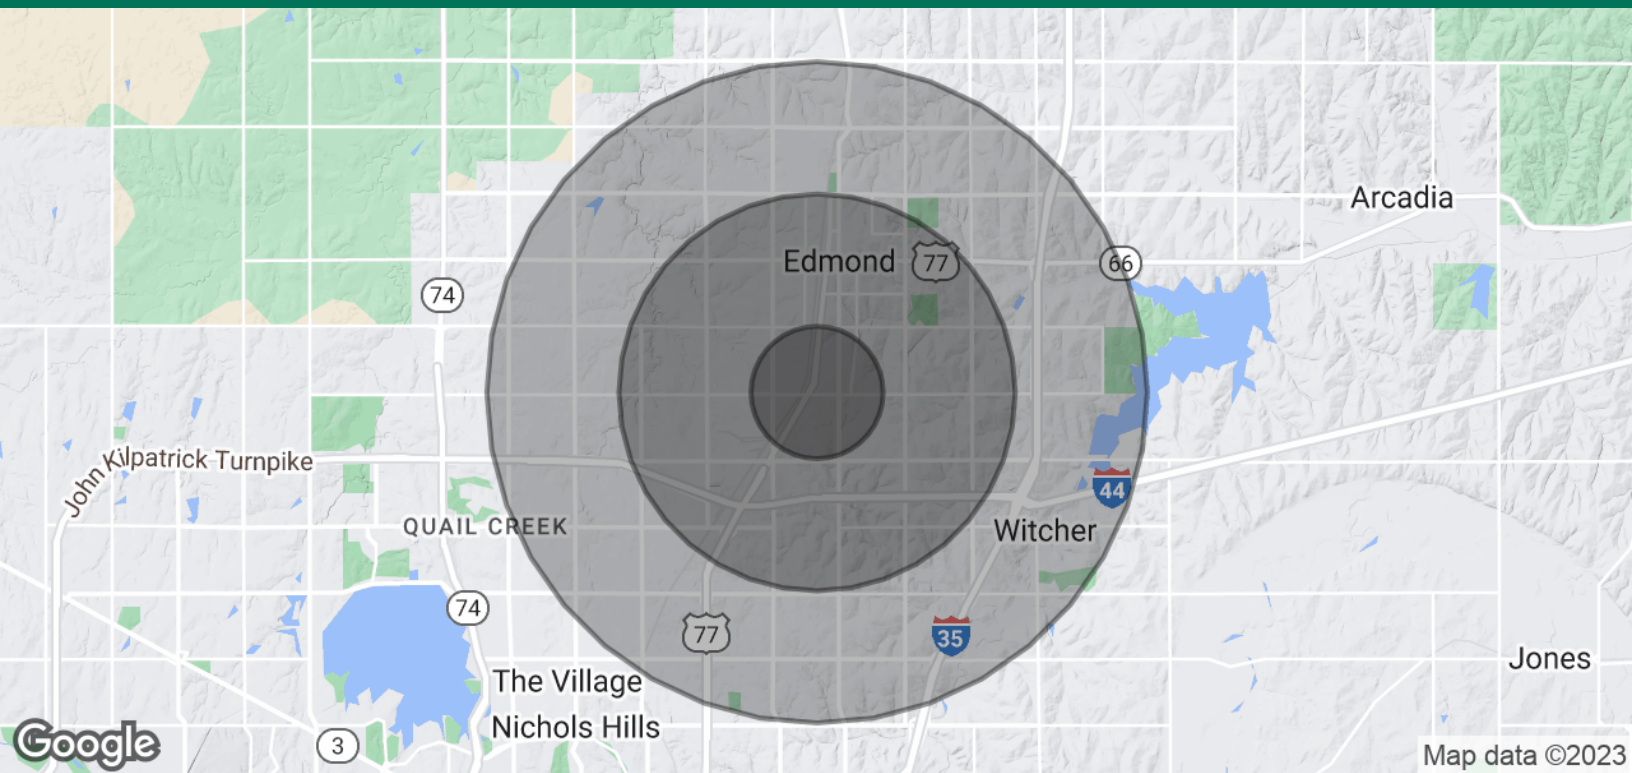 Arcadia
Edmond
77
66
74
John Kilpatrick Turnpike
44
QUAIL CREEK
Witcher
74
77
35
Jones
The Village
Nichols Hills
3
Google
Map data ©2023